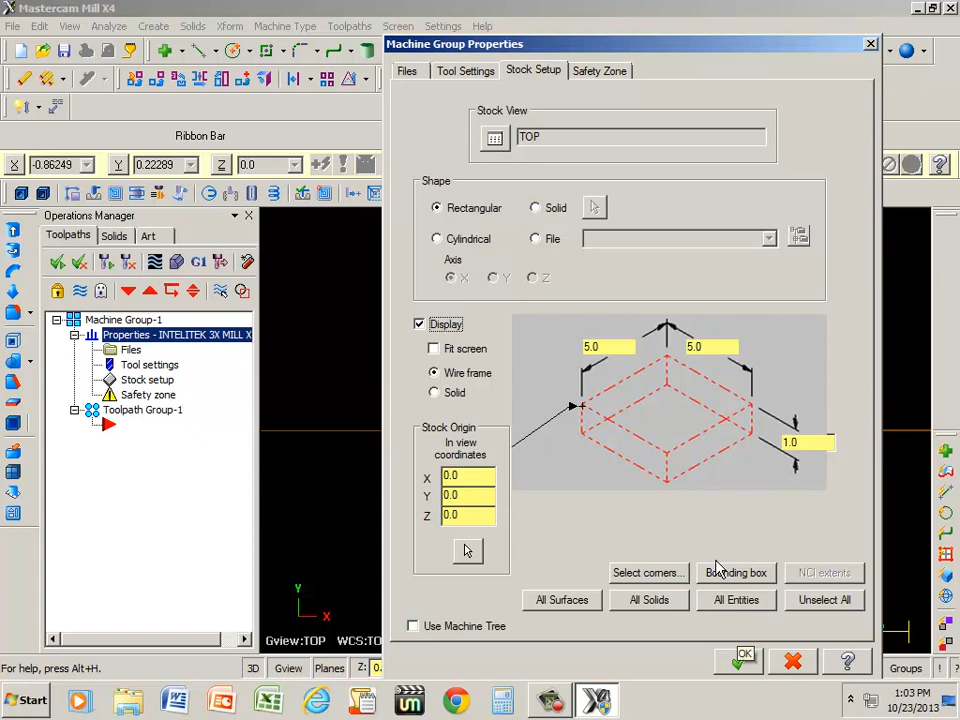 Mastercam Mill X4
File Edit View Analyze Create Solids Xform Machine Type Toolpaths Screen Settings Help
Ribbon Bar
X -0.86249 Y 0.22289 Z 0.0
Operations Manager
Toolpaths Solids Art
G1
Machine Group-1
Properties - INTELITEK 3X MILL X
Files
Tool settings
Stock setup
Safety zone
Toolpath Group-1
Machine Group Properties
Files Tool Settings Stock Setup Safety Zone
Stock View
TOP
Shape
Rectangular Solid
Cylindrical File
Axis
X Y Z
Display
Fit screen
Wire frame
Solid
5.0 5.0
1.0
Stock Origin
In view
coordinates
X 0.0
Y 0.0
Z 0.0
Select corners... Bounding box NCI extents
All Surfaces All Solids All Entities Unselect All
Use Machine Tree
OK
Y
X
Gview:TOP WCS:TO
For help, press Alt+H. 3D Gview Planes Z: 0. Groups
Start
1:03 PM
10/23/2013